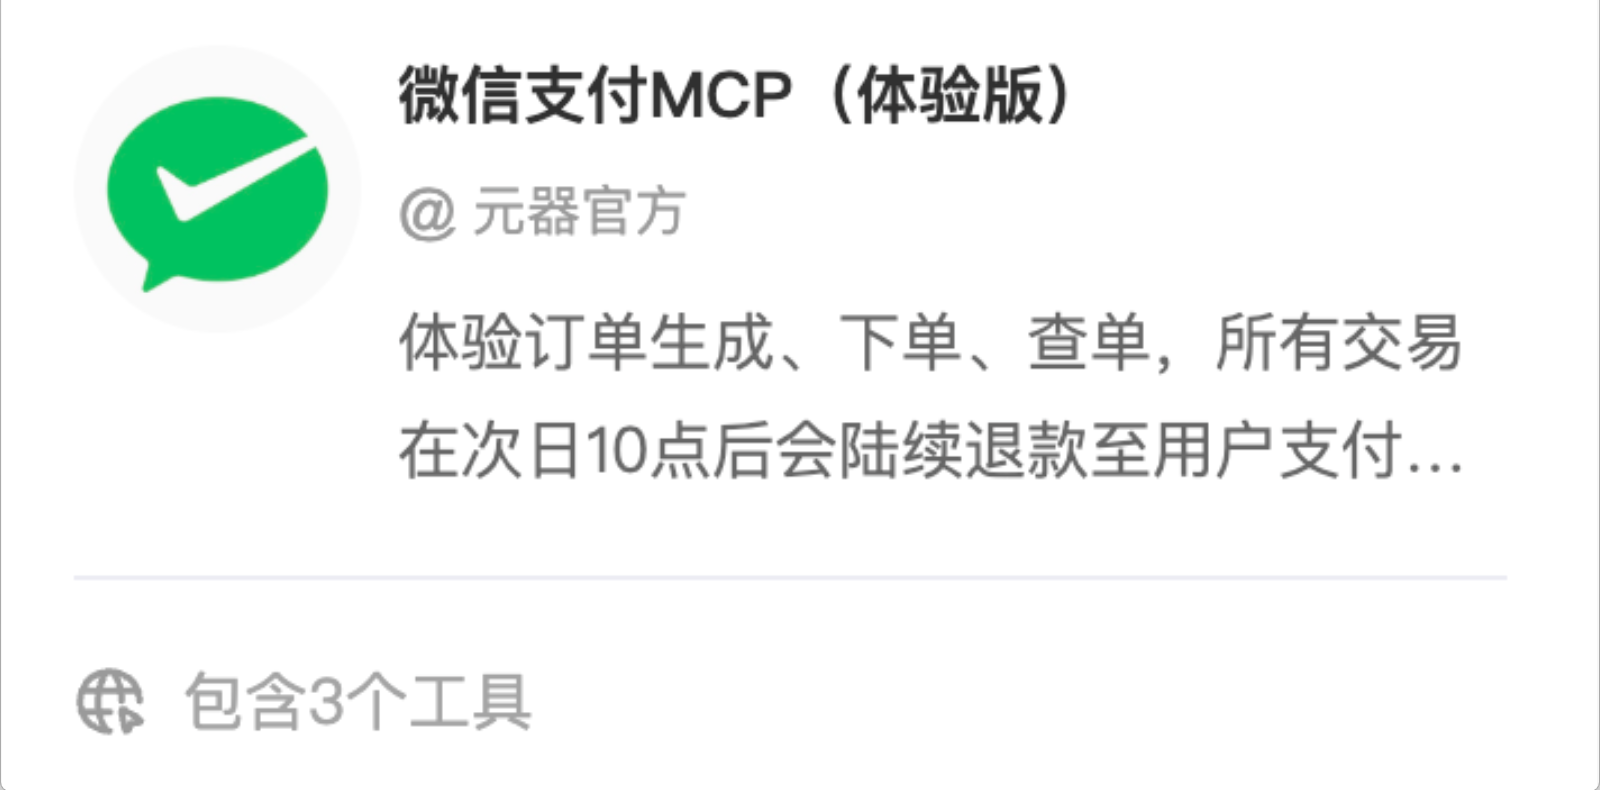 微信支付MCP（体验版）
@ 元器官方
体验订单生成、下单、查单，所有交易
在次日10点后会陆续退款至用户支付...
包含3个工具